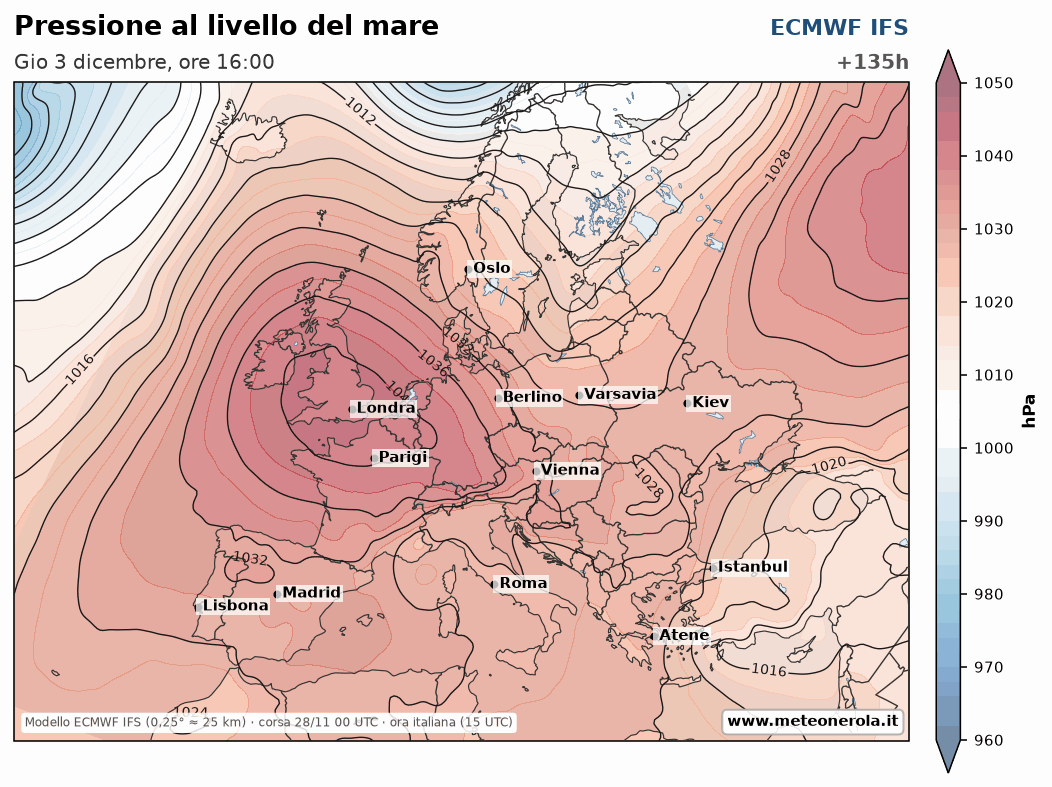 Pressione al livello del mare
ECMWF IFS
Gio 3 dicembre, ore 16:00
+135h
1012
1028
1016
1036
1032
1028
1020
1016
1024
Oslo
Londra
Berlino
Varsavia
Kiev
Parigi
Vienna
Istanbul
Roma
Madrid
Lisbona
Atene
1050
1040
1030
1020
1010
1000
990
980
970
960
hPa
Modello ECMWF IFS (0,25° ≈ 25 km) · corsa 28/11 00 UTC · ora italiana (15 UTC)
www.meteonerola.it